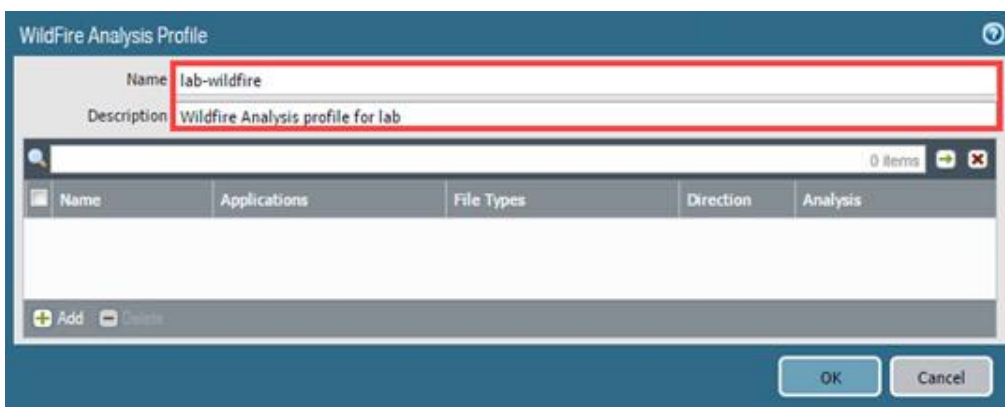 WildFire Analysis Profile
Name lab-wildfire
Description Wildfire Analysis profile for lab
0 items
Name Applications File Types Direction Analysis
Add Delete
OK Cancel